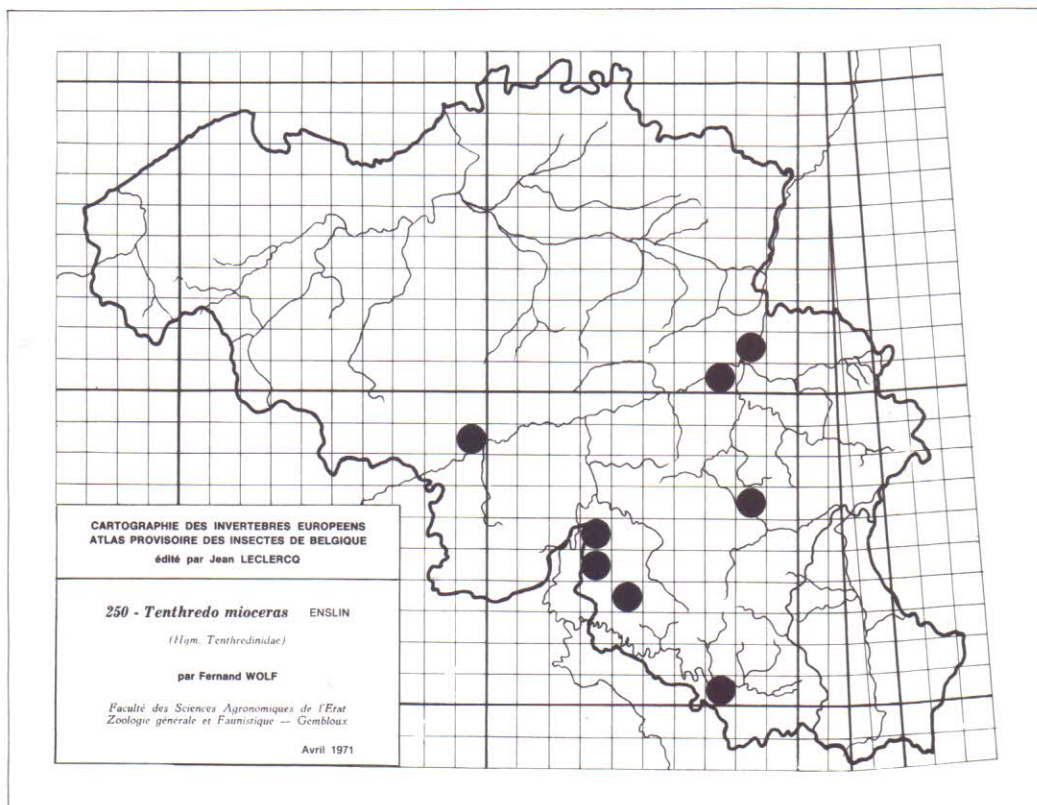 CARTOGRAPHIE DES INVERTEBRES EUROPEENS
ATLAS PROVISOIRE DES INSECTES DE BELGIQUE
édité par Jean LECLERCQ
250 - Tenthredo mioceras ENSLIN
(Hym. Tenthredinidae)
par Fernand WOLF
Faculté des Sciences Agronomiques de l'Etat
Zoologie générale et Faunistique — Gembloux
Avril 1971